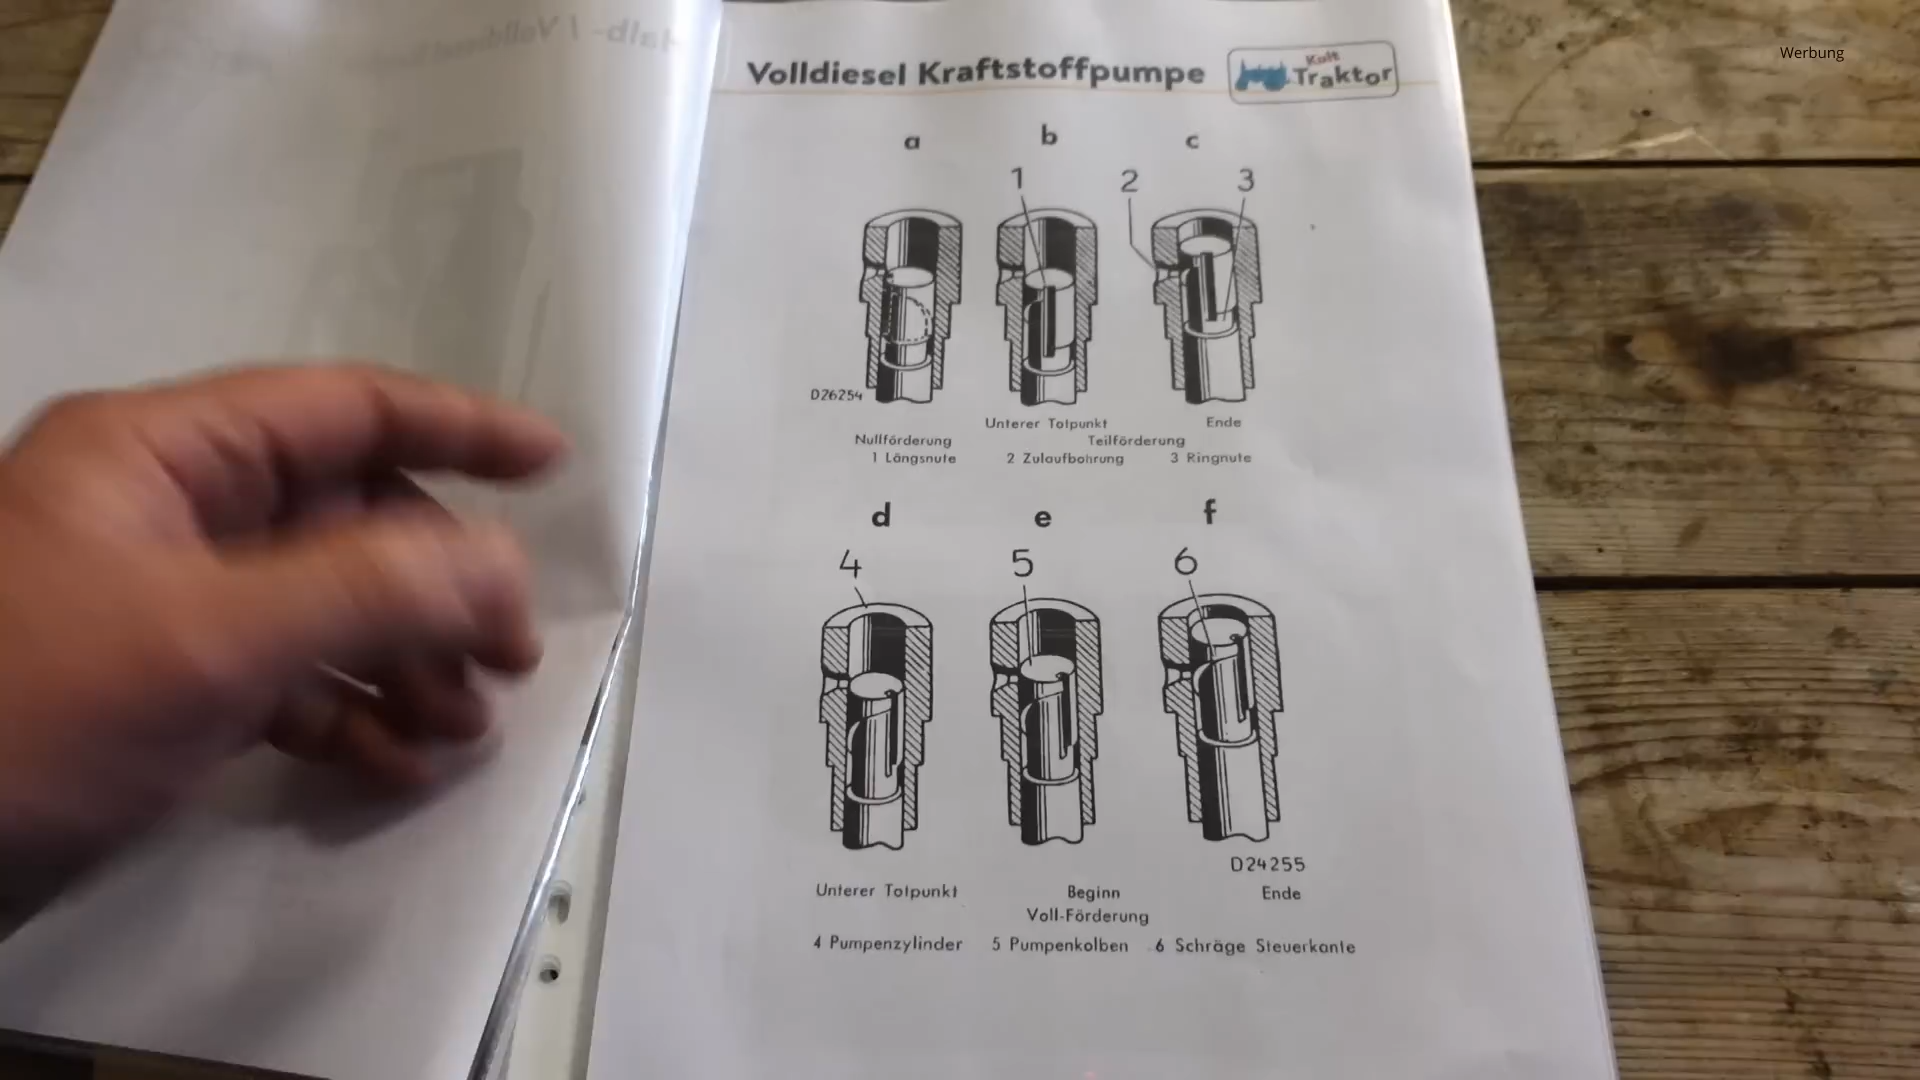 Werbung
Volldiesel Kraftstoffpumpe
Kult
Traktor
a b c
1 2 3
D26254
Unterer Totpunkt Ende
Nullförderung Teilförderung
1 Längsnute 2 Zulaufbohrung 3 Ringnute
d e f
4 5 6
D24255
Unterer Totpunkt Beginn Ende
Voll-Förderung
4 Pumpenzylinder 5 Pumpenkolben 6 Schräge Steuerkante